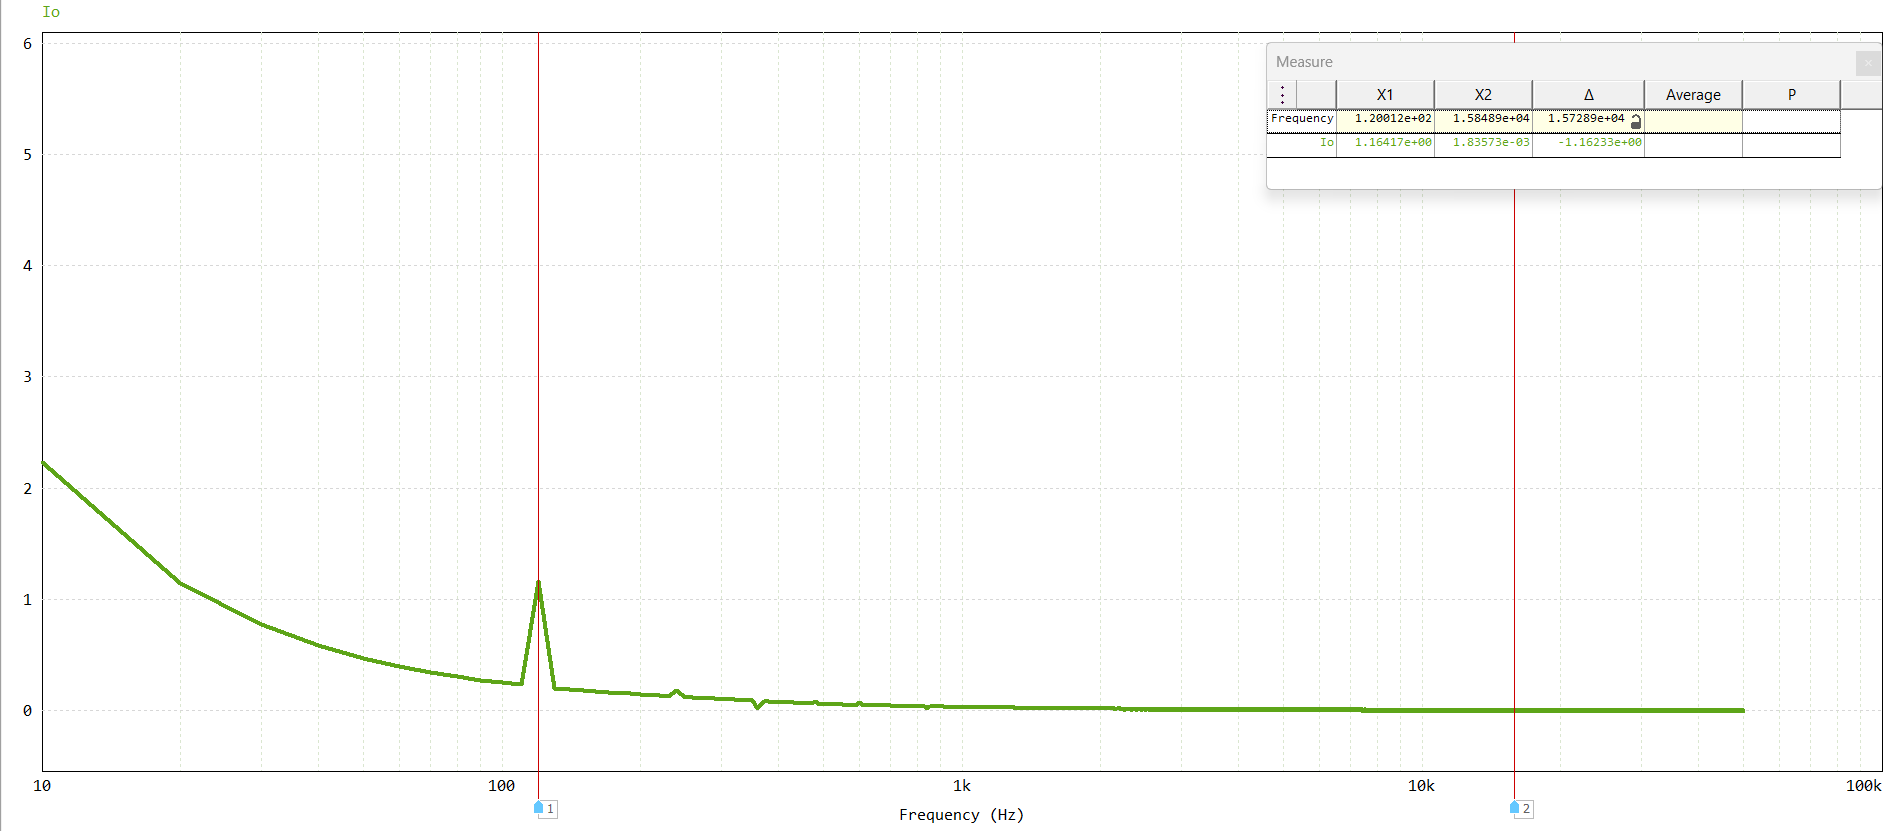 Io
6
5
4
3
2
1
0
10
100
1k
10k
100k
Frequency (Hz)
1
2
Measure
X1 X2 Δ Average P
Frequency 1.20012e+02 1.58489e+04 1.57289e+04
Io 1.16417e+00 1.83573e-03 -1.16233e+00